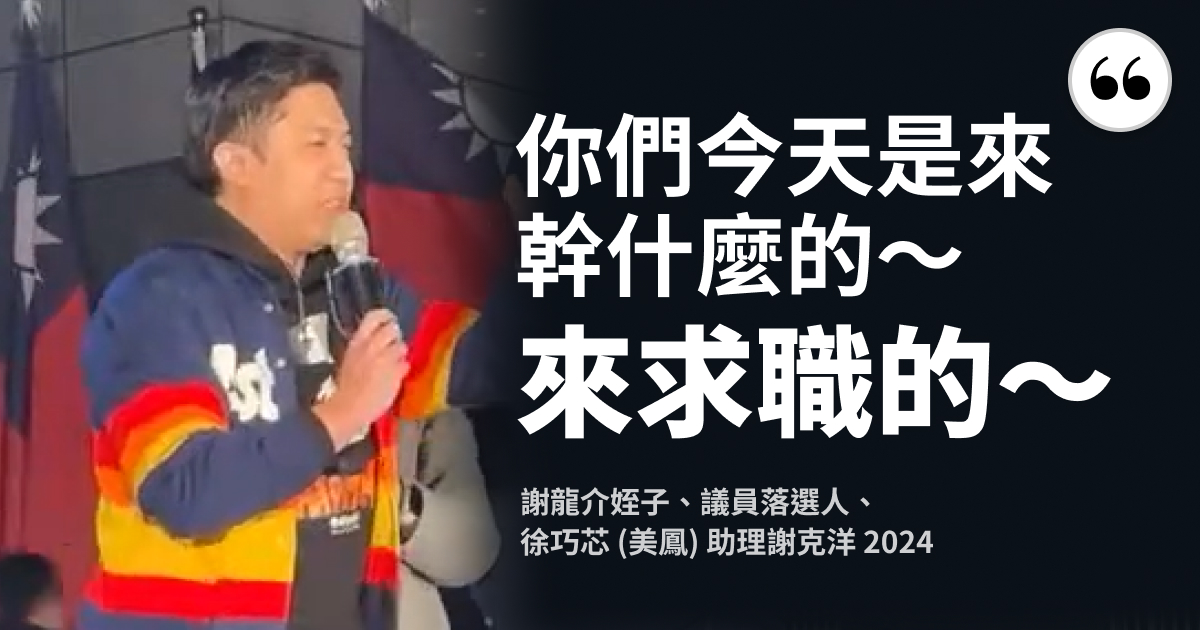 你們今天是來
幹什麼的～
來求職的～
謝龍介姪子、議員落選人、
徐巧芯 (美鳳) 助理謝克洋 2024